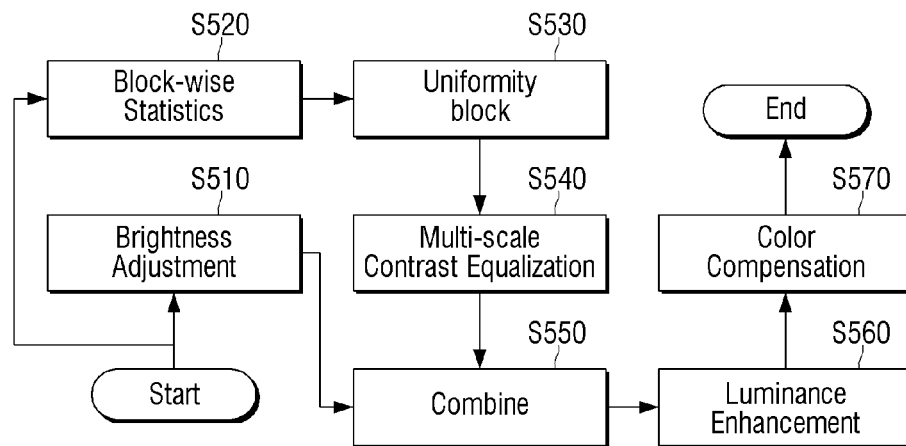 S520
Block-wise
Statistics
S530
Uniformity
block
End
S510
Brightness
Adjustment
S540
Multi-scale
Contrast Equalization
S570
Color
Compensation
Start
S550
Combine
S560
Luminance
Enhancement